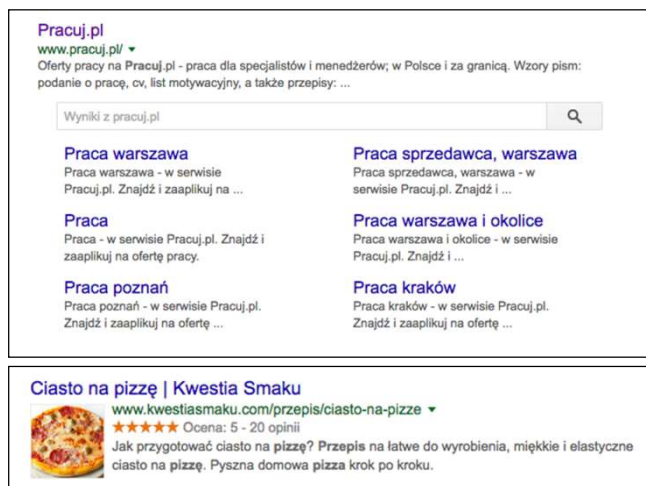 Pracuj.pl
www.pracuj.pl/
Oferty pracy na Pracuj.pl - praca dla specjalistów i menedżerów; w Polsce i za granicą. Wzory pism:
podanie o pracę, cv, list motywacyjny, a także przepisy: ...
Wyniki z pracuj.pl
Praca warszawa
Praca warszawa - w serwisie
Pracuj.pl. Znajdź i zaaplikuj na ...
Praca sprzedawca, warszawa
Praca sprzedawca, warszawa - w
serwisie Pracuj.pl. Znajdź i ...
Praca
Praca - w serwisie Pracuj.pl. Znajdź i
zaaplikuj na ofertę pracy.
Praca warszawa i okolice
Praca warszawa i okolice - w serwisie
Pracuj.pl. Znajdź i ...
Praca poznań
Praca poznań - w serwisie Pracuj.pl.
Znajdź i zaaplikuj na ofertę ...
Praca kraków
Praca kraków - w serwisie Pracuj.pl.
Znajdź i zaaplikuj na ofertę ...
Ciasto na pizzę | Kwestia Smaku
www.kwestiasmaku.com/przepis/ciasto-na-pizze
★★★★★ Ocena: 5 - 20 opinii
Jak przygotować ciasto na pizzę? Przepis na łatwe do wyrobienia, miękkie i elastyczne
ciasto na pizzę. Pyszna domowa pizza krok po kroku.